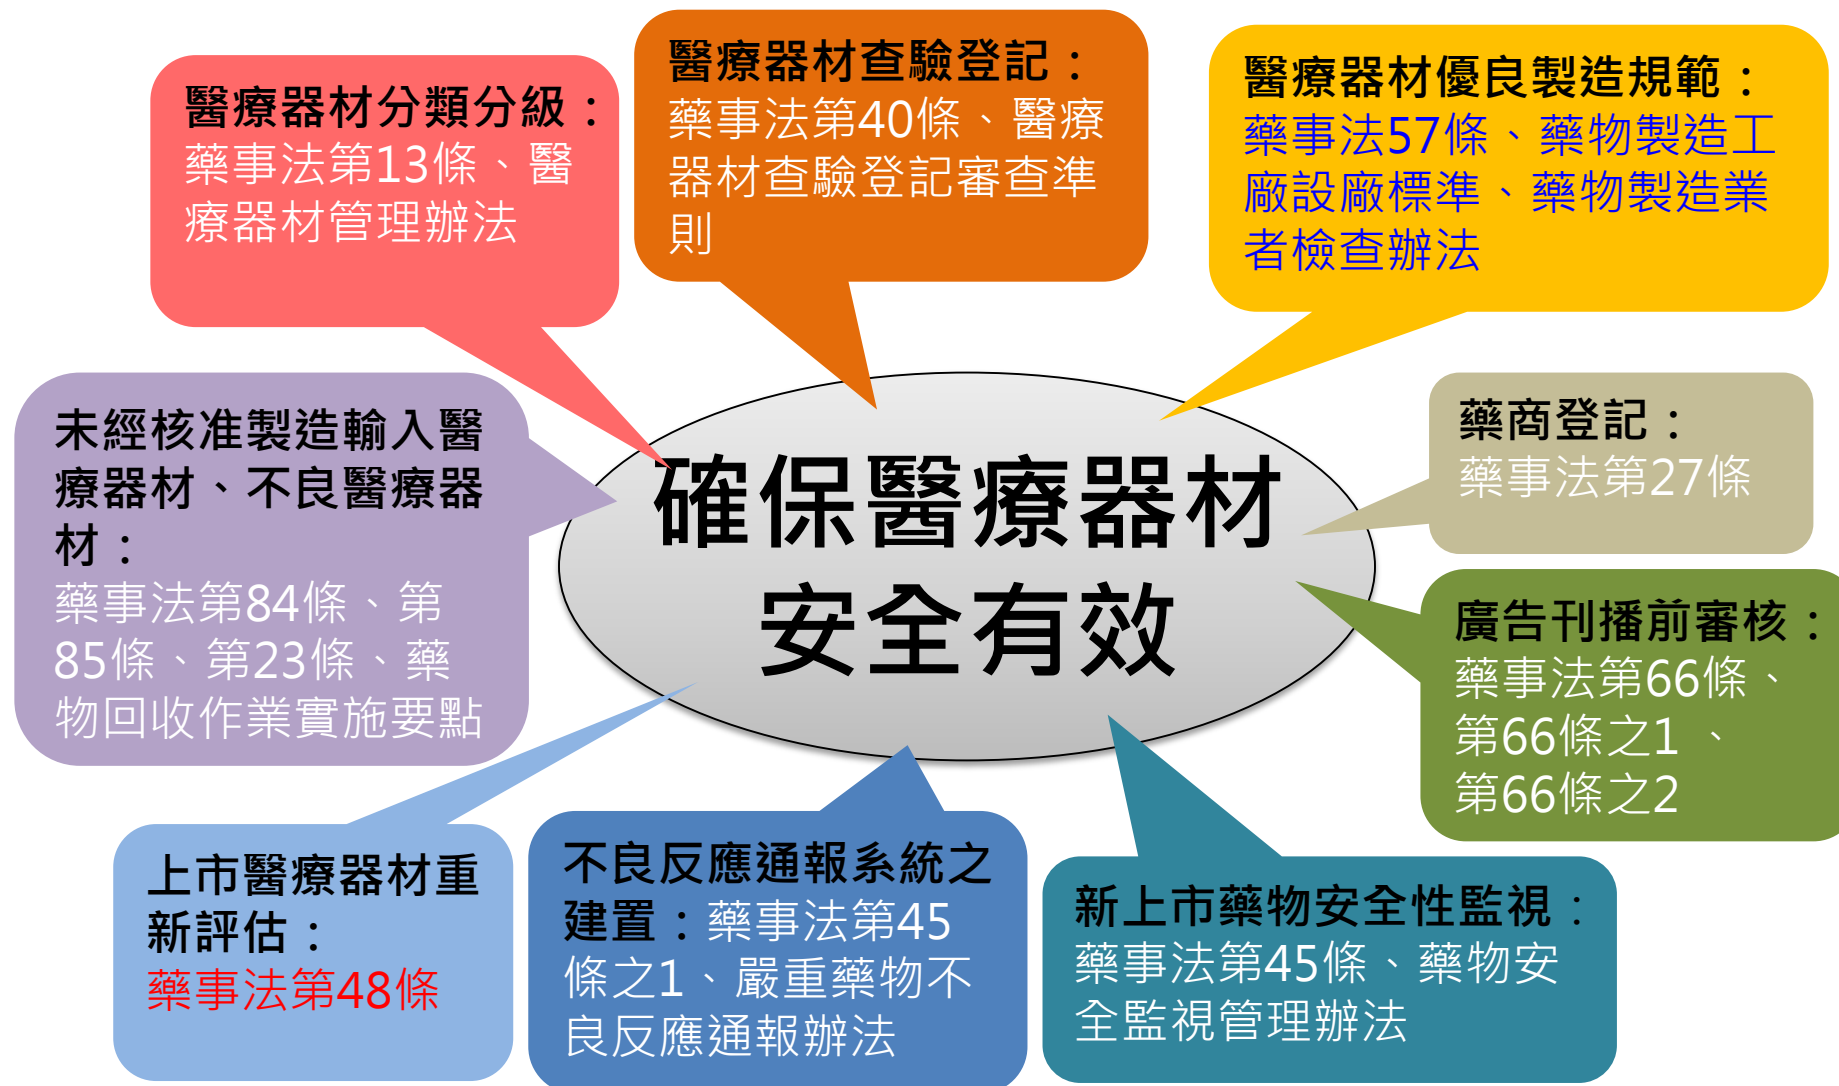 醫療器材分類分級：
藥事法第13條、醫
療器材管理辦法
醫療器材查驗登記：
藥事法第40條、醫療
器材查驗登記審查準
則
醫療器材優良製造規範：
藥事法57條、藥物製造工
廠設廠標準、藥物製造業
者檢查辦法
未經核准製造輸入醫
療器材、不良醫療器
材：
藥事法第84條、第
85條、第23條、藥
物回收作業實施要點
確保醫療器材
安全有效
藥商登記：
藥事法第27條
廣告刊播前審核：
藥事法第66條、
第66條之1 、
第66條之2
上市醫療器材重
新評估：
藥事法第48條
不良反應通報系統之
建置：藥事法第45
條之1、嚴重藥物不
良反應通報辦法
新上市藥物安全性監視：
藥事法第45條、藥物安
全監視管理辦法